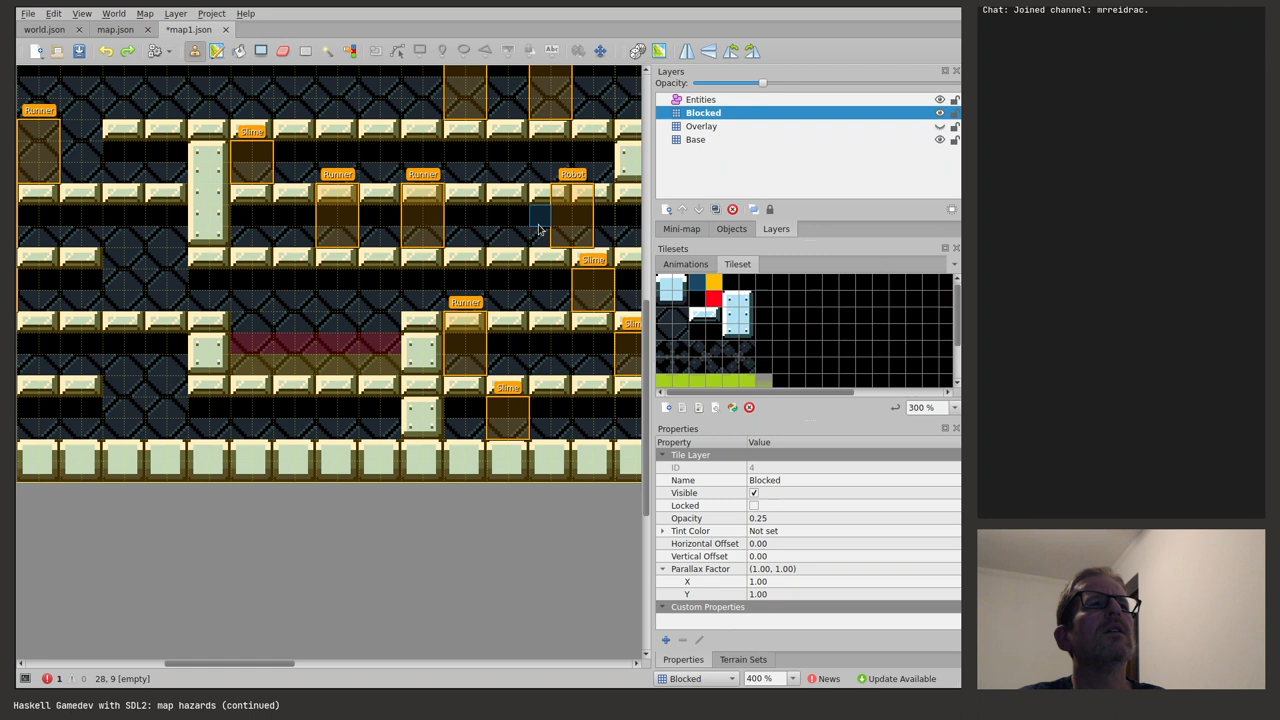 File Edit View World Map Layer Project Help
Chat: Joined channel: mrreidrac.
world.json map.json *map1.json
Layers
Opacity:
Entities
Blocked
Overlay
Base
Mini-map Objects Layers
Tilesets
Animations Tileset
300 %
Properties
Property Value
Tile Layer
ID 4
Name Blocked
Visible
Locked
Opacity 0.25
Tint Color Not set
Horizontal Offset 0.00
Vertical Offset 0.00
Parallax Factor (1.00, 1.00)
X 1.00
Y 1.00
Custom Properties
Properties Terrain Sets
Abc
Runner
Slime
Runner Runner Robot
Slime
Runner
Slim
Slime
1 0 28, 9 [empty] Blocked 400 % News Update Available
Haskell Gamedev with SDL2: map hazards (continued)